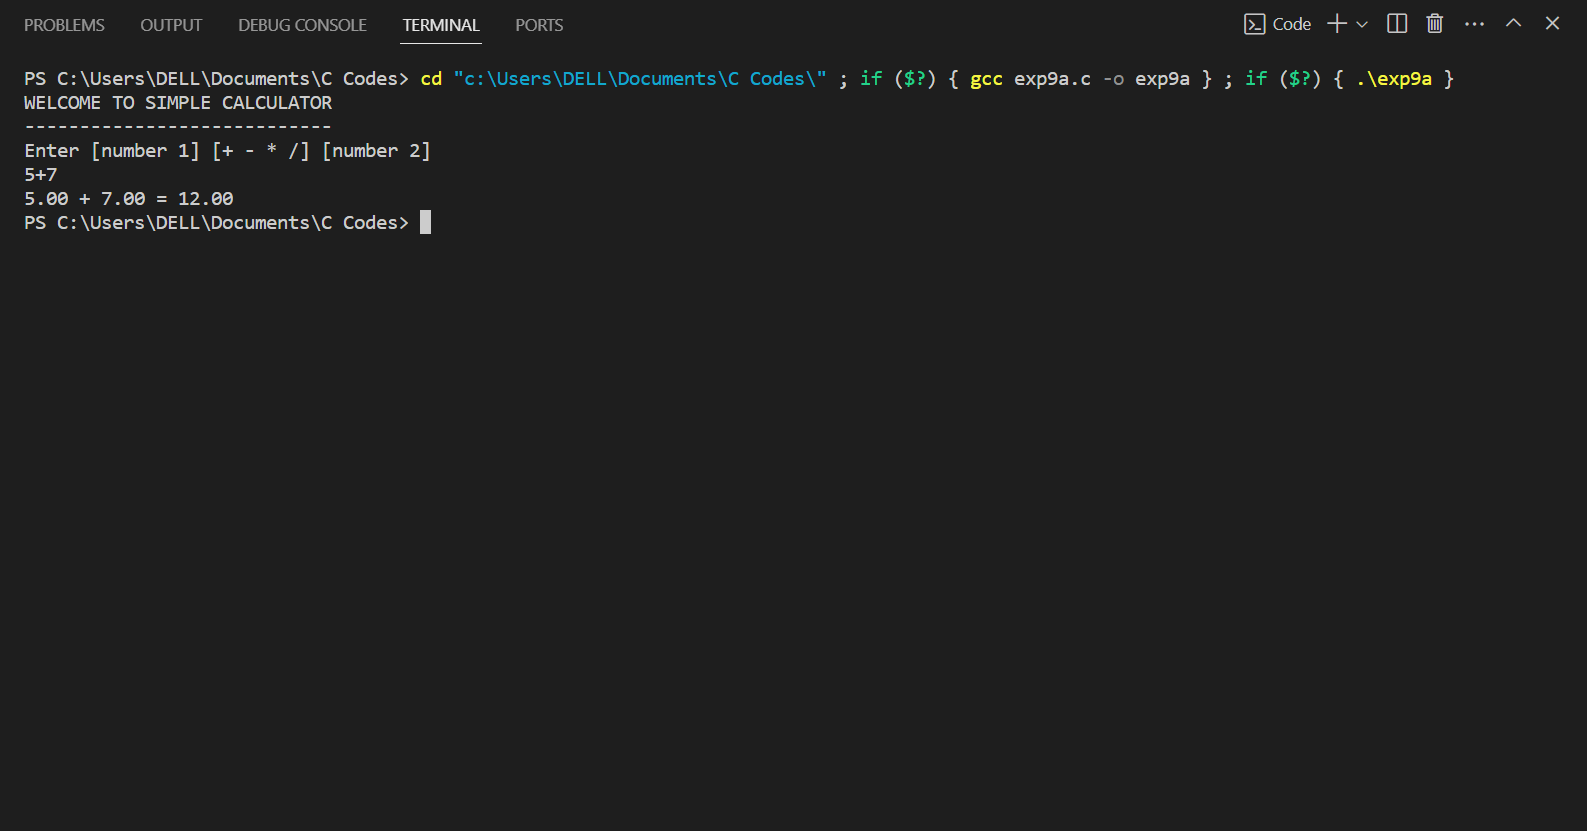 PROBLEMS OUTPUT DEBUG CONSOLE TERMINAL PORTS Code
PS C:\Users\DELL\Documents\C Codes> cd "c:\Users\DELL\Documents\C Codes\" ; if ($?) { gcc exp9a.c -o exp9a } ; if ($?) { .\exp9a }
WELCOME TO SIMPLE CALCULATOR
----------------------------
Enter [number 1] [+ - * /] [number 2]
5+7
5.00 + 7.00 = 12.00
PS C:\Users\DELL\Documents\C Codes>